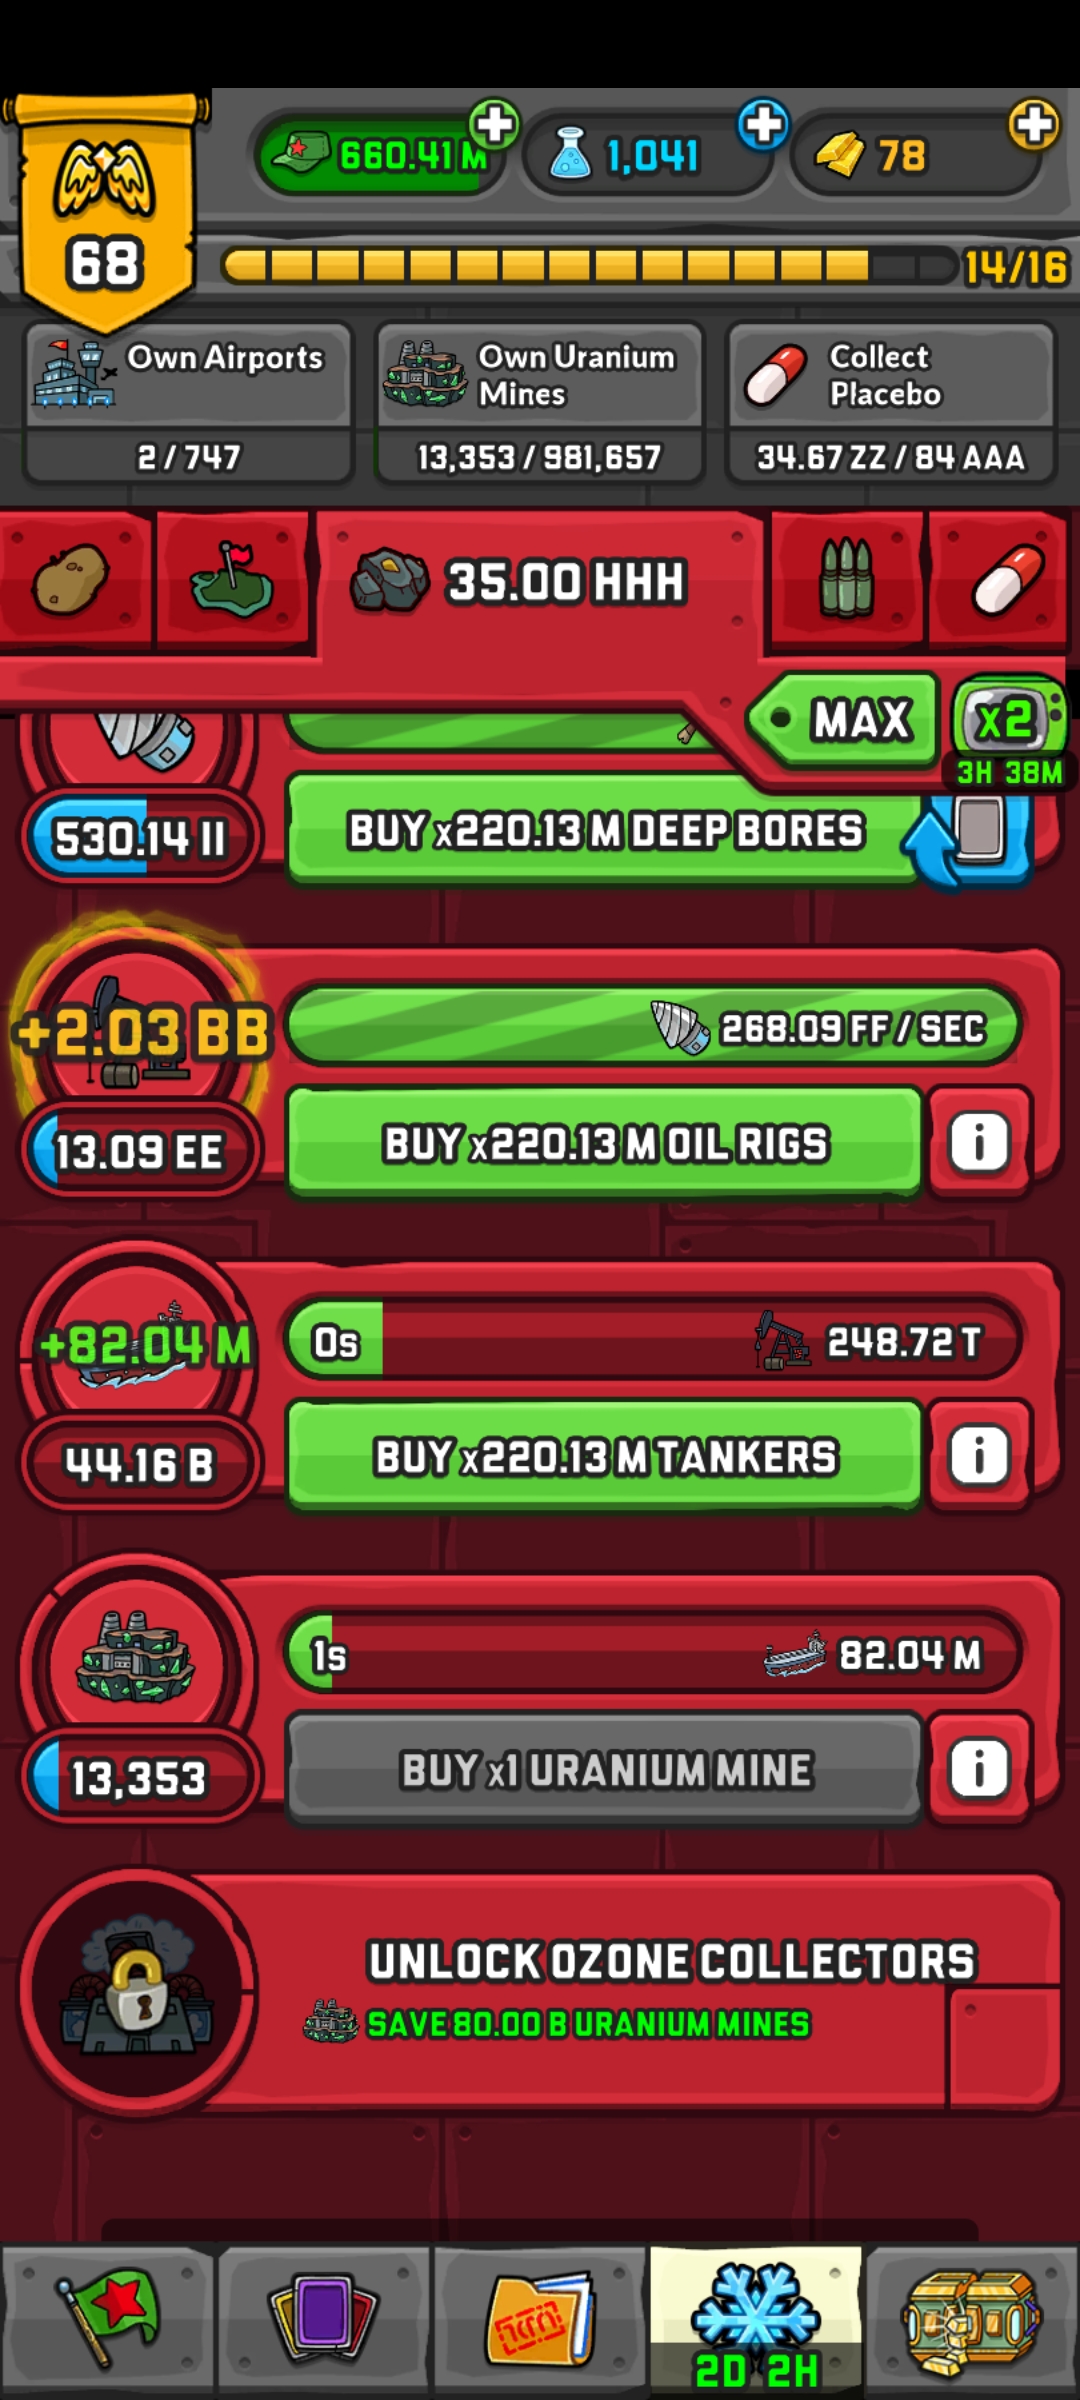 660.41 M
1,041
78
68
14/16
Own Airports
2 / 747
Own Uranium
Mines
13,353 / 981,657
Collect
Placebo
34.67 ZZ / 84 AAA
35.00 HHH
MAX
x2
3H 38M
530.14 II
BUY x220.13 M DEEP BORES
+2.03 BB
268.09 FF / SEC
13.09 EE
BUY x220.13 M OIL RIGS
i
+82.04 M
0s
248.72 T
44.16 B
BUY x220.13 M TANKERS
i
1s
82.04 M
13,353
BUY x1 URANIUM MINE
i
UNLOCK OZONE COLLECTORS
SAVE 80.00 B URANIUM MINES
2D 2H